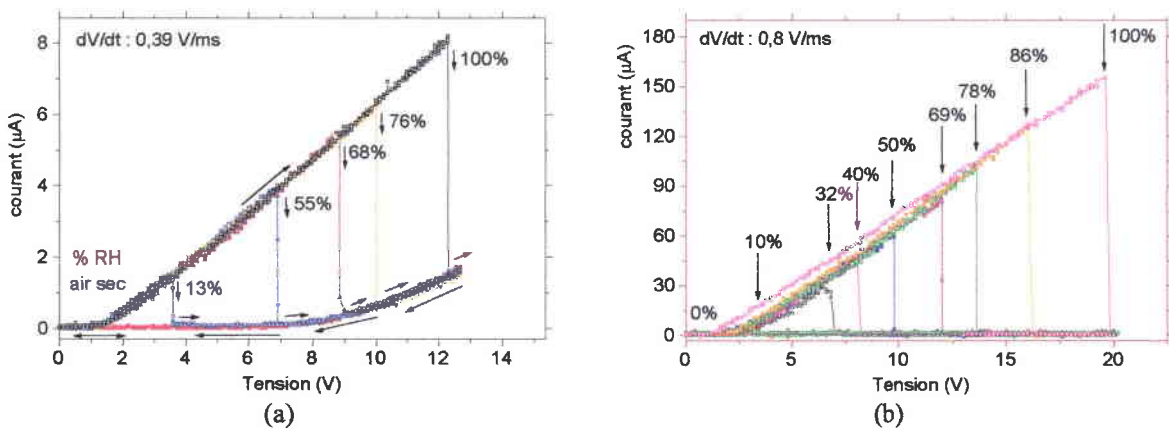 dV/dt : 0,39 V/ms
100%
76%
68%
55%
% RH
air sec
13%
courant (µA)
8
6
4
2
0
0 2 4 6 8 10 12 14
Tension (V)
(a)
dV/dt : 0,8 V/ms
100%
86%
78%
69%
50%
40%
32%
10%
0%
courant (µA)
180
150
120
90
60
30
0
0 5 10 15 20
Tension (V)
(b)